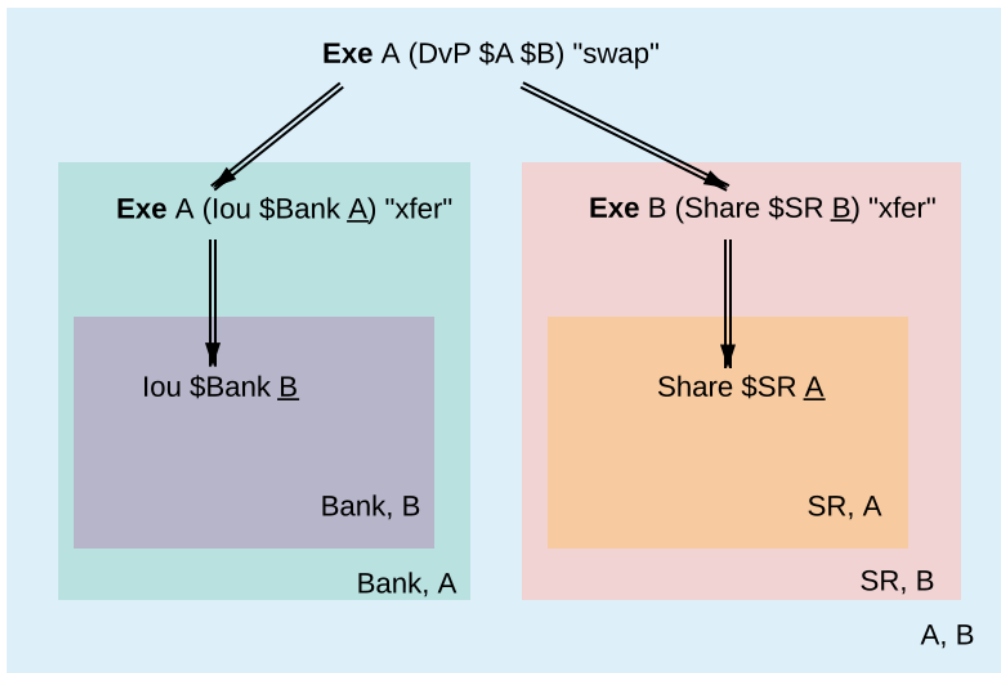 Exe A (DvP $A $B) "swap"
Exe A (Iou $Bank A) "xfer"
Exe B (Share $SR B) "xfer"
Iou $Bank B
Share $SR A
Bank, B
SR, A
Bank, A
SR, B
A, B